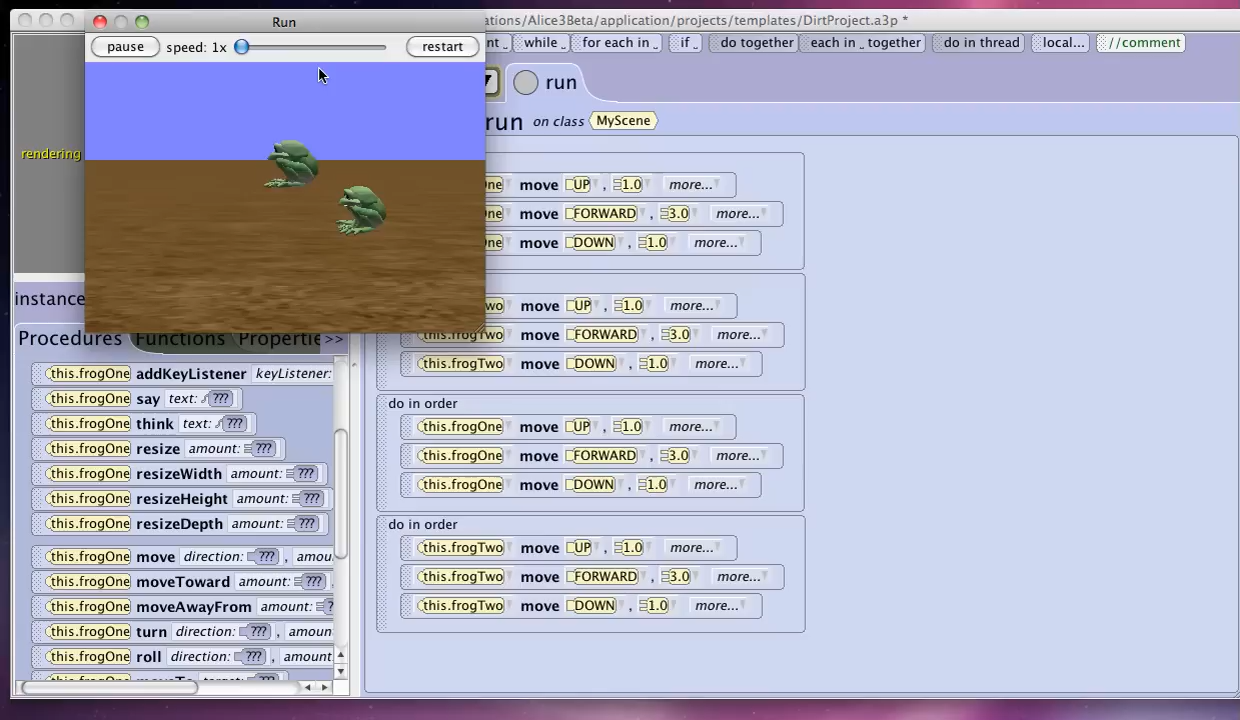 Run
ations/Alice3Beta/application/projects/templates/DirtProject.a3p *
pause speed: 1x restart
nt while for each in if do together each in _ together do in thread local... //comment
run
run on class MyScene
rendering
One move UP , 1.0 more...
One move FORWARD , 3.0 more...
One move DOWN , 1.0 more...
wo move UP , 1.0 more...
this.frogTwo move FORWARD , 3.0 more...
this.frogTwo move DOWN , 1.0 more...
do in order
this.frogOne move UP , 1.0 more...
this.frogOne move FORWARD , 3.0 more...
this.frogOne move DOWN , 1.0 more...
do in order
this.frogTwo move UP , 1.0 more...
this.frogTwo move FORWARD , 3.0 more...
this.frogTwo move DOWN , 1.0 more...
instance
Procedures Functions Propertie >>
this.frogOne addKeyListener keyListener:
this.frogOne say text: ???
this.frogOne think text: ???
this.frogOne resize amount: ???
this.frogOne resizeWidth amount: ???
this.frogOne resizeHeight amount: ???
this.frogOne resizeDepth amount: ???
this.frogOne move direction: ??? , amou
this.frogOne moveToward amount: ???
this.frogOne moveAwayFrom amount: ?
this.frogOne turn direction: ??? , amoun
this.frogOne roll direction: ??? , amount